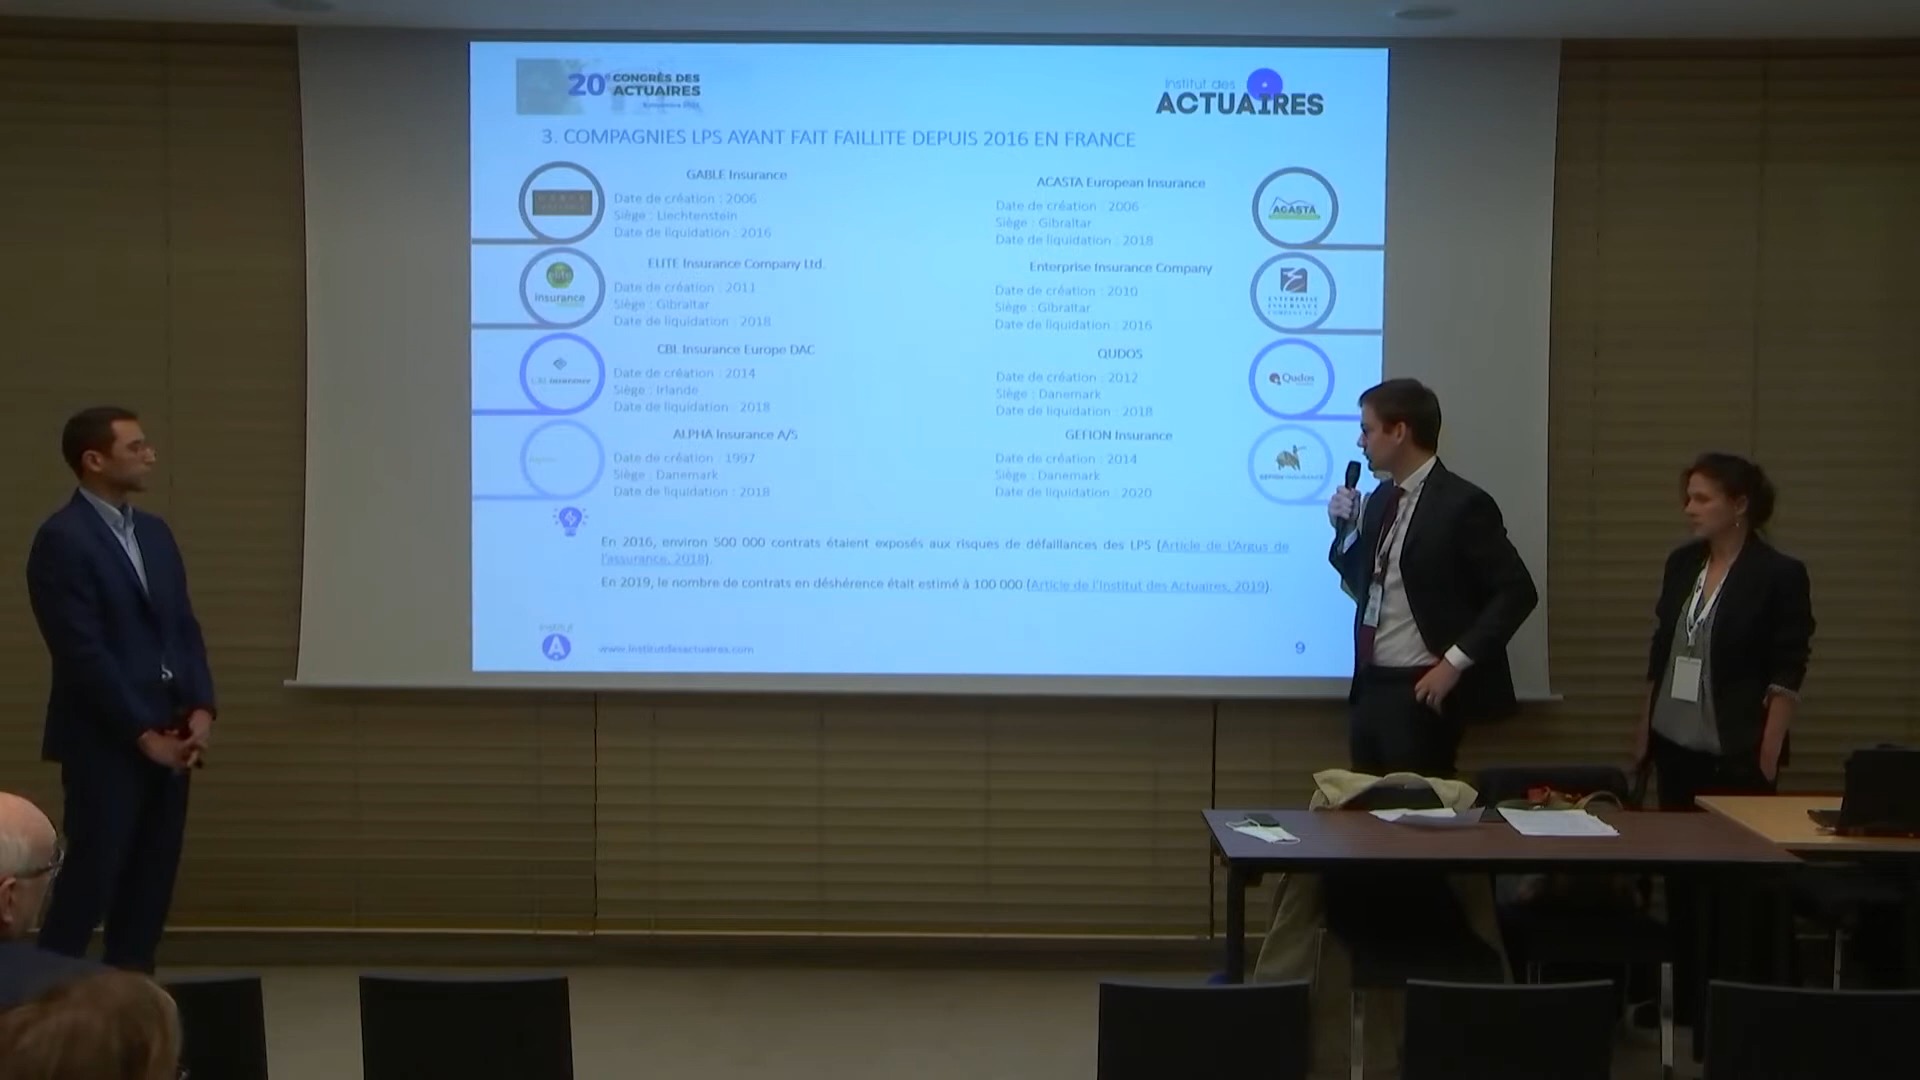 20e CONGRÈS DES
ACTUAIRES
Institut des
ACTUAIRES
3. COMPAGNIES LPS AYANT FAIT FAILLITE DEPUIS 2016 EN FRANCE
GABLE Insurance
Date de création : 2006
Siège : Liechtenstein
Date de liquidation : 2016
ACASTA European Insurance
Date de création : 2006
Siège : Gibraltar
Date de liquidation : 2018
ACASTA
elite
insurance
ELITE Insurance Company Ltd.
Date de création : 2011
Siège : Gibraltar
Date de liquidation : 2018
Enterprise Insurance Company
Date de création : 2010
Siège : Gibraltar
Date de liquidation : 2016
ENTERPRISE
INSURANCE
COMPANY PLC
CBL Insurance Europe DAC
Date de création : 2014
Siège : Irlande
Date de liquidation : 2018
QUDOS
Date de création : 2012
Siège : Danemark
Date de liquidation : 2018
Qudos
ALPHA Insurance A/S
Date de création : 1997
Siège : Danemark
Date de liquidation : 2018
GEFION Insurance
Date de création : 2014
Siège : Danemark
Date de liquidation : 2020
GEFION INSURANCE
En 2016, environ 500 000 contrats étaient exposés aux risques de défaillances des LPS (Article de L'Argus de
l'assurance, 2018).
En 2019, le nombre de contrats en déshérence était estimé à 100 000 (Article de l'Institut des Actuaires, 2019).
institut
A
www.institutdesactuaires.com
9